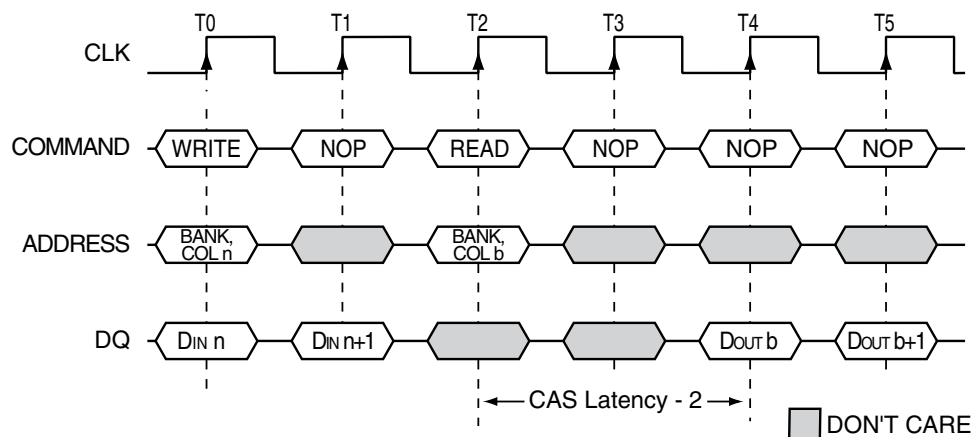 T0 T1 T2 T3 T4 T5
CLK
COMMAND WRITE NOP READ NOP NOP NOP
ADDRESS BANK, COL n BANK, COL b
DQ DIN n DIN n+1 DOUT b DOUT b+1
CAS Latency - 2
DON'T CARE